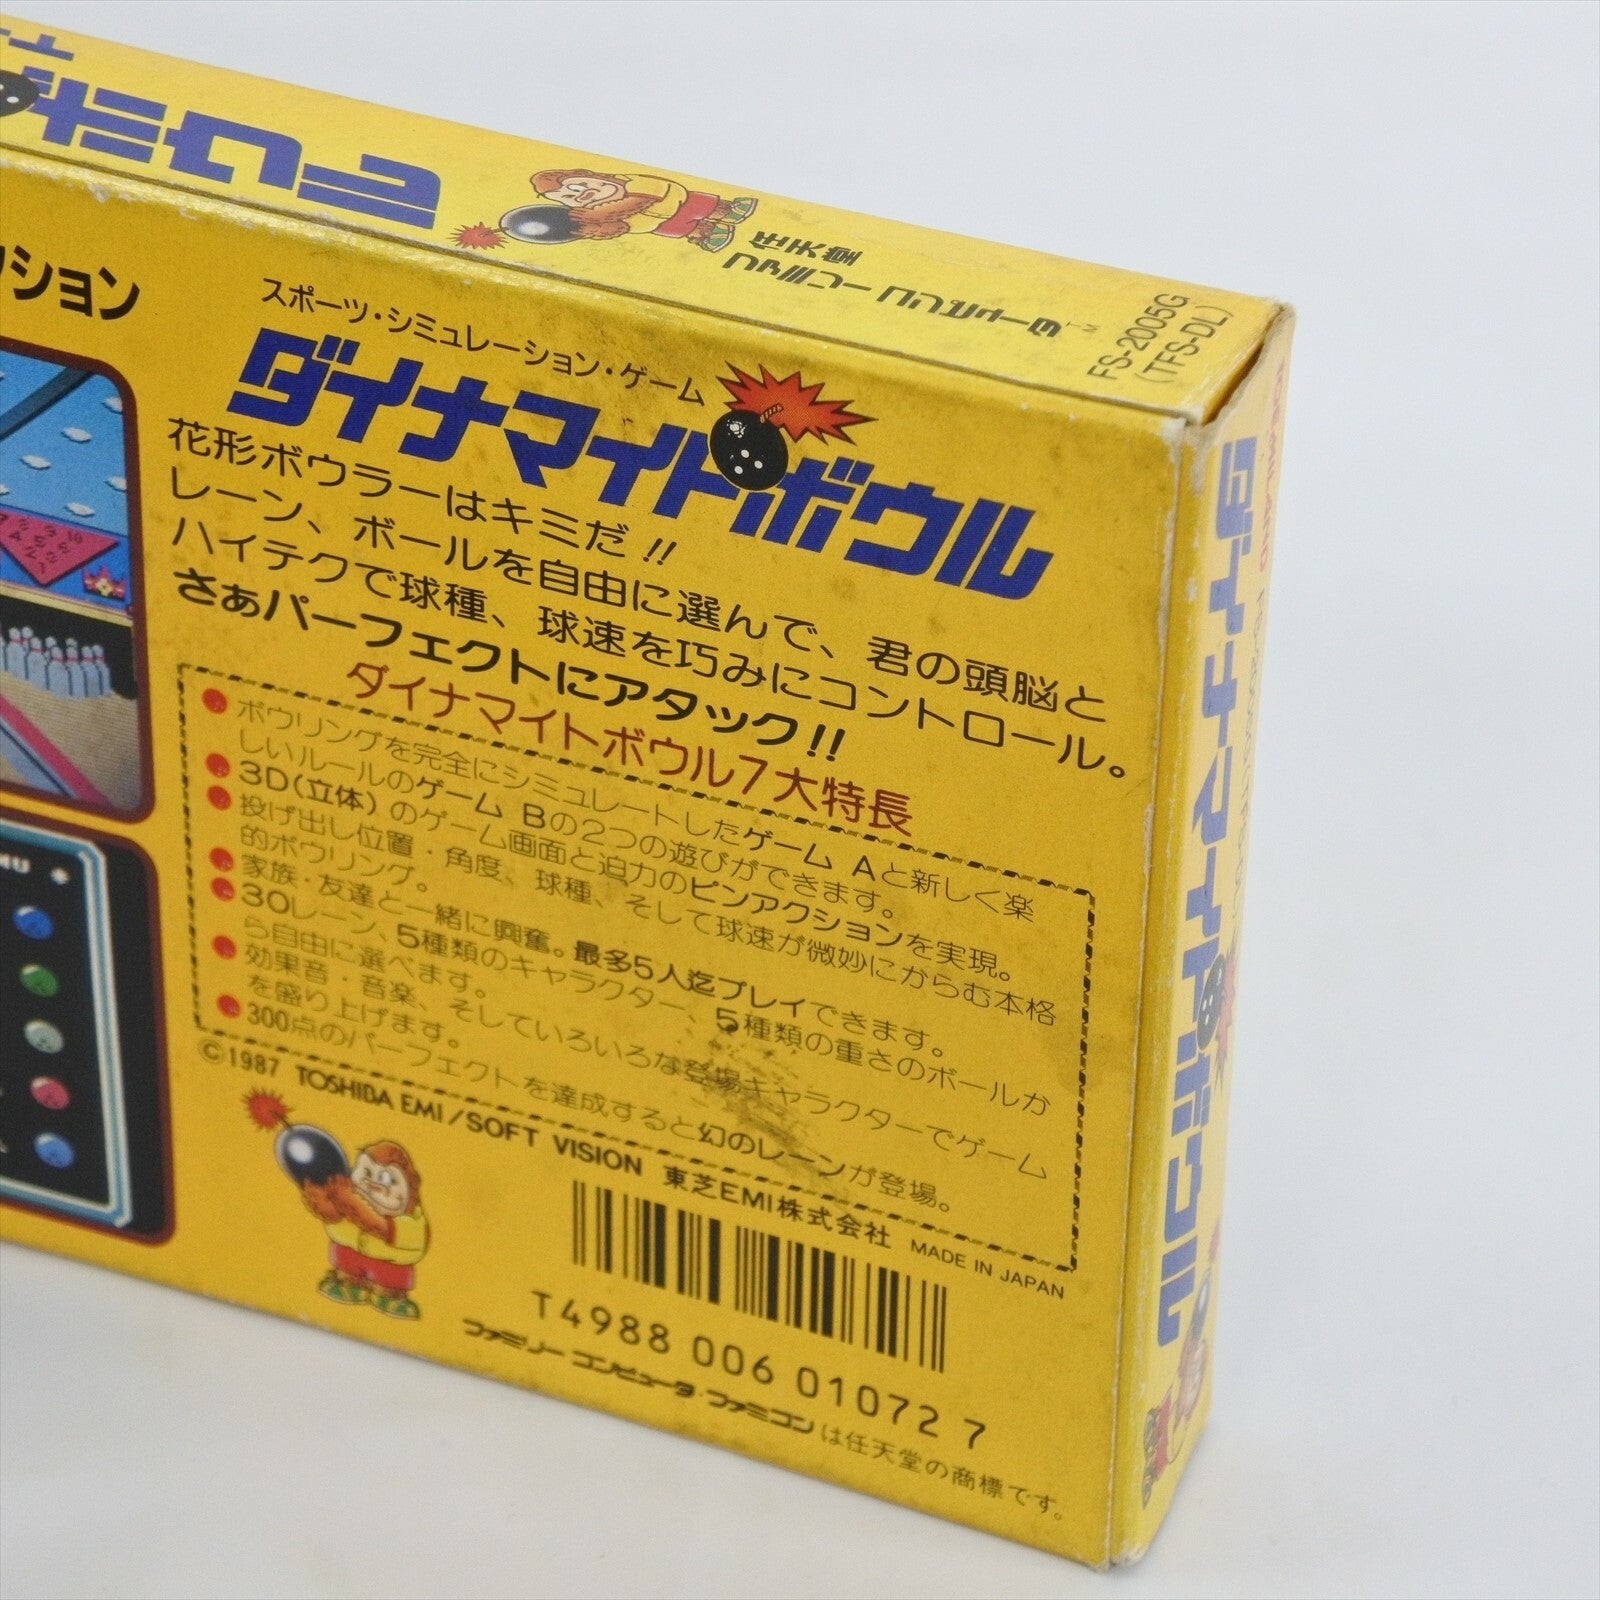 任天堂
ファミリーコンピュータ™
FS-2005G
(TFS-DL)
クション
スポーツ・シミュレーション・ゲーム
ダイナマイトボウル
花形ボウラーはキミだ!!
レーン、ボールを自由に選んで、君の頭脳と
ハイテクで球種、球速を巧みにコントロール。
さぁパーフェクトにアタック!!
ダイナマイトボウル7大特長
●ボウリングを完全にシミュレートしたゲーム Aと新しく楽
しいルールのゲーム Bの2つの遊びができます。
●3D(立体)のゲーム画面と迫力のピンアクションを実現。
●投げ出し位置・角度、球種、そして球速が微妙にからむ本格
的ボウリング。
●家族・友達と一緒に興奮。最多5人迄プレイできます。
●30レーン、5種類のキャラクター、5種類の重さのボールか
ら自由に選べます。
●効果音・音楽、そしていろいろな登場キャラクターでゲーム
を盛り上げます。
●300点のパーフェクトを達成すると幻のレーンが登場。
©1987 TOSHIBA EMI/SOFT VISION 東芝EMI株式会社 MADE IN JAPAN
T4988 006 01072 7
ファミリーコンピュータ・ファミコンは任天堂の商標です。
ダイナマイトボウル